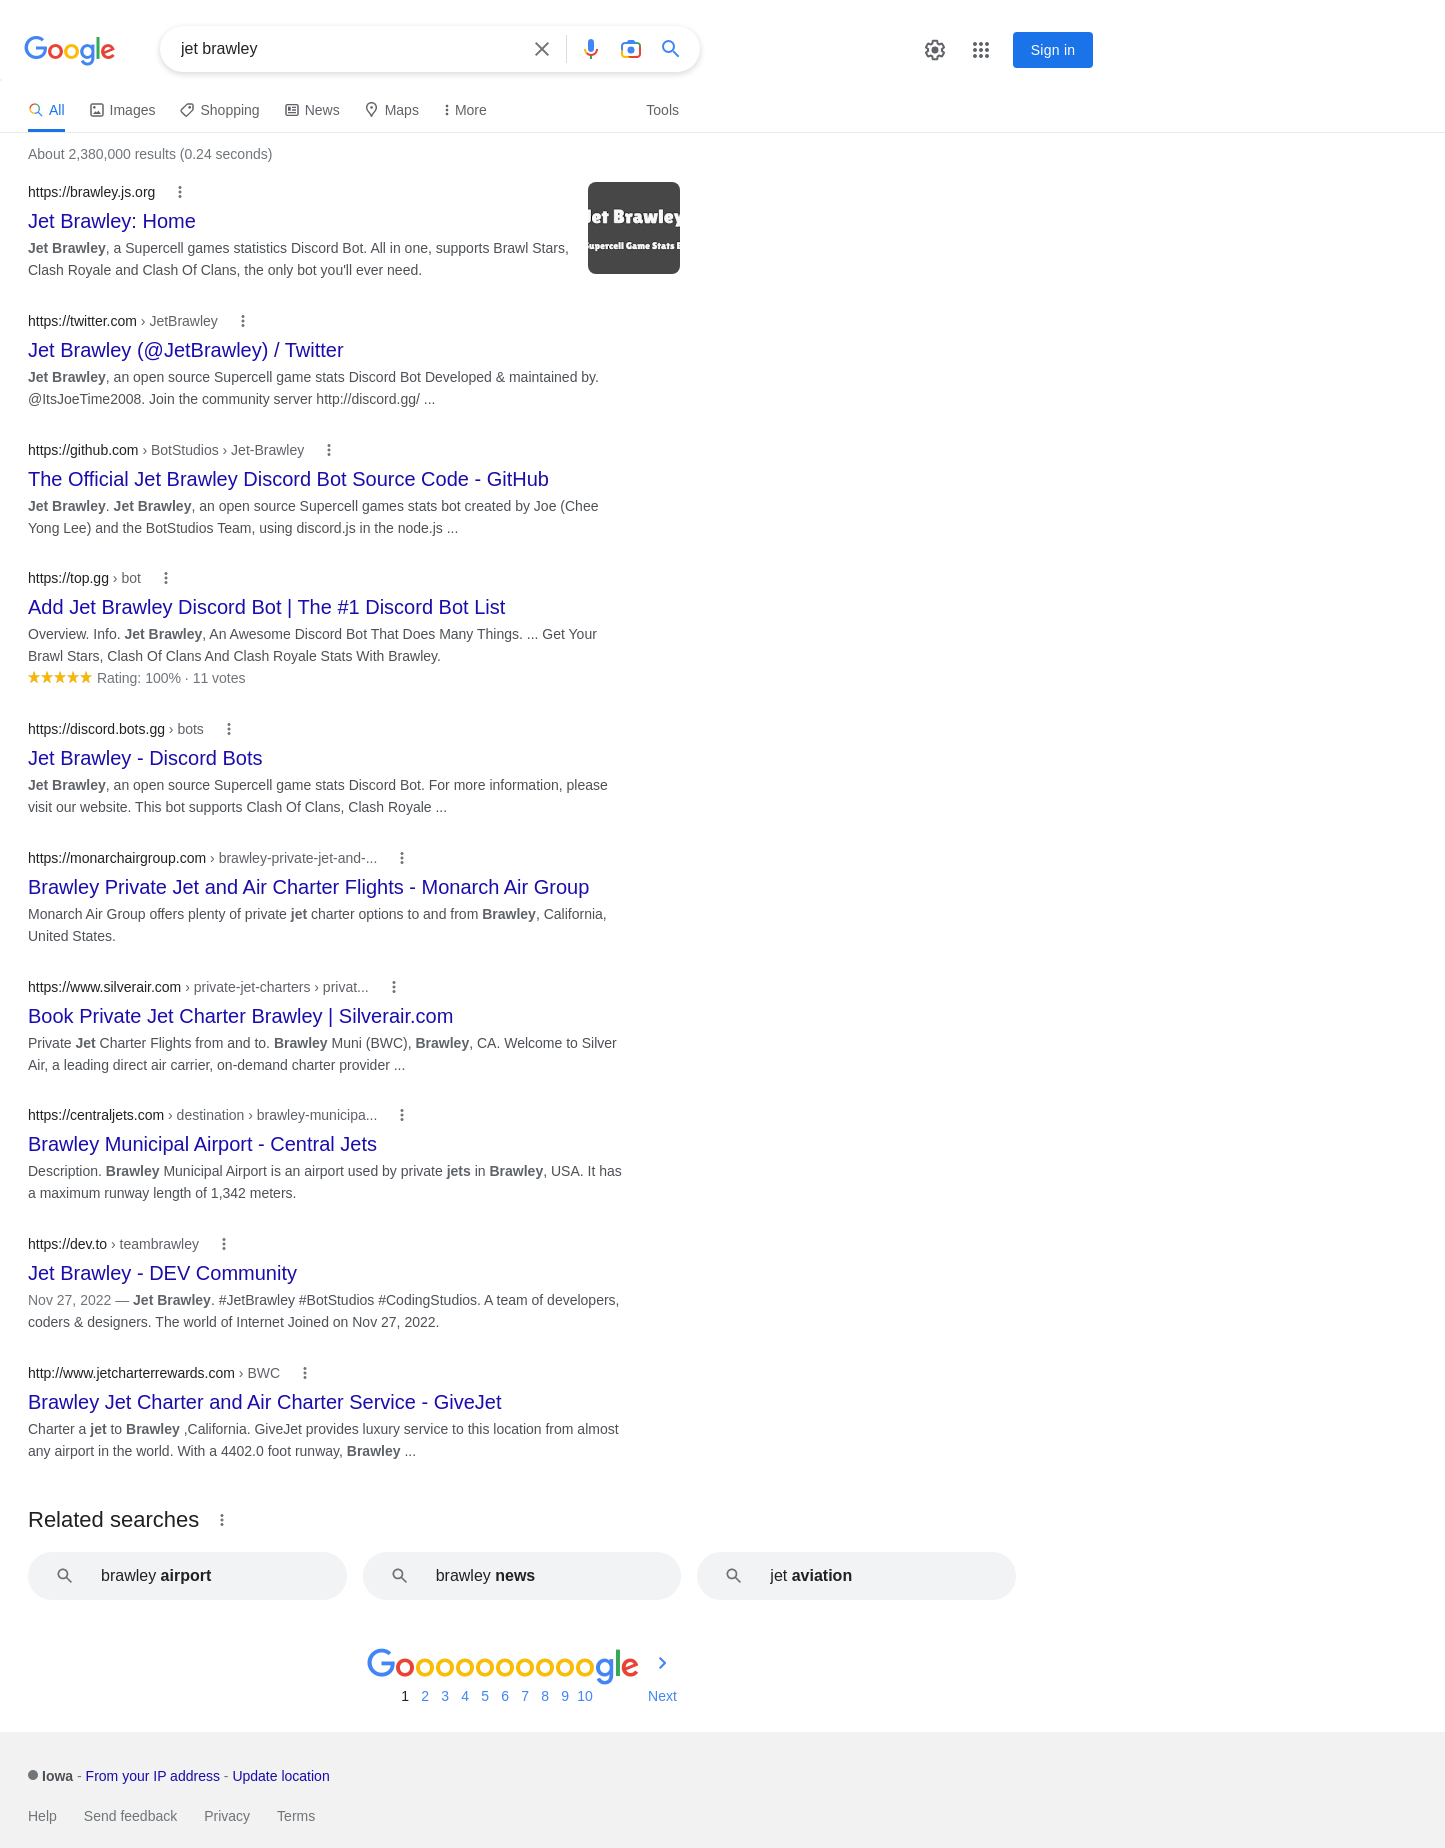 Google
jet brawley
Sign in
All
Images
Shopping
News
Maps
More
Tools
About 2,380,000 results (0.24 seconds)
https://brawley.js.org
Jet Brawley: Home
Jet Brawley, a Supercell games statistics Discord Bot. All in one, supports Brawl Stars,
Clash Royale and Clash Of Clans, the only bot you'll ever need.
Jet Brawley
Supercell Game Stats
https://twitter.com › JetBrawley
Jet Brawley (@JetBrawley) / Twitter
Jet Brawley, an open source Supercell game stats Discord Bot Developed & maintained by.
@ItsJoeTime2008. Join the community server http://discord.gg/ ...
https://github.com › BotStudios › Jet-Brawley
The Official Jet Brawley Discord Bot Source Code - GitHub
Jet Brawley. Jet Brawley, an open source Supercell games stats bot created by Joe (Chee
Yong Lee) and the BotStudios Team, using discord.js in the node.js ...
https://top.gg › bot
Add Jet Brawley Discord Bot | The #1 Discord Bot List
Overview. Info. Jet Brawley, An Awesome Discord Bot That Does Many Things. ... Get Your
Brawl Stars, Clash Of Clans And Clash Royale Stats With Brawley.
Rating: 100% · 11 votes
https://discord.bots.gg › bots
Jet Brawley - Discord Bots
Jet Brawley, an open source Supercell game stats Discord Bot. For more information, please
visit our website. This bot supports Clash Of Clans, Clash Royale ...
https://monarchairgroup.com › brawley-private-jet-and-...
Brawley Private Jet and Air Charter Flights - Monarch Air Group
Monarch Air Group offers plenty of private jet charter options to and from Brawley, California,
United States.
https://www.silverair.com › private-jet-charters › privat...
Book Private Jet Charter Brawley | Silverair.com
Private Jet Charter Flights from and to. Brawley Muni (BWC), Brawley, CA. Welcome to Silver
Air, a leading direct air carrier, on-demand charter provider ...
https://centraljets.com › destination › brawley-municipa...
Brawley Municipal Airport - Central Jets
Description. Brawley Municipal Airport is an airport used by private jets in Brawley, USA. It has
a maximum runway length of 1,342 meters.
https://dev.to › teambrawley
Jet Brawley - DEV Community
Nov 27, 2022 — Jet Brawley. #JetBrawley #BotStudios #CodingStudios. A team of developers,
coders & designers. The world of Internet Joined on Nov 27, 2022.
http://www.jetcharterrewards.com › BWC
Brawley Jet Charter and Air Charter Service - GiveJet
Charter a jet to Brawley ,California. GiveJet provides luxury service to this location from almost
any airport in the world. With a 4402.0 foot runway, Brawley ...
Related searches
brawley airport
brawley news
jet aviation
Goooooooooogle
1 2 3 4 5 6 7 8 9 10 Next
Iowa - From your IP address - Update location
Help Send feedback Privacy Terms